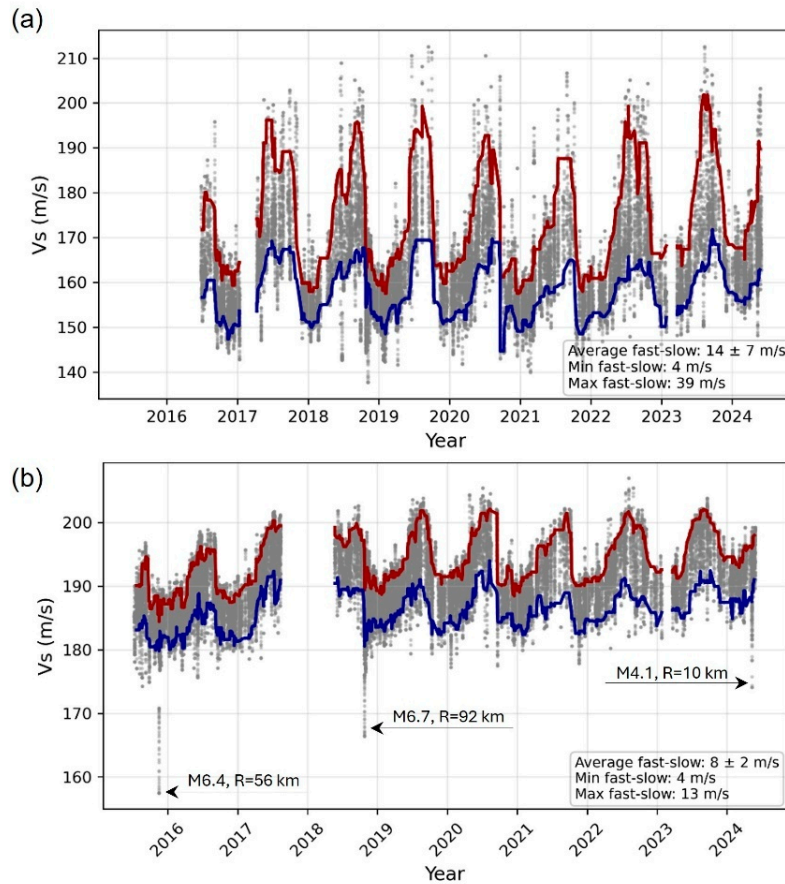 (a)
210
200
190
180
170
160
150
140
Vs (m/s)
Average fast-slow: 14 ± 7 m/s
Min fast-slow: 4 m/s
Max fast-slow: 39 m/s
2016 2017 2018 2019 2020 2021 2022 2023 2024
Year
(b)
200
190
180
170
160
Vs (m/s)
M4.1, R=10 km
M6.7, R=92 km
M6.4, R=56 km
Average fast-slow: 8 ± 2 m/s
Min fast-slow: 4 m/s
Max fast-slow: 13 m/s
2016 2017 2018 2019 2020 2021 2022 2023 2024
Year